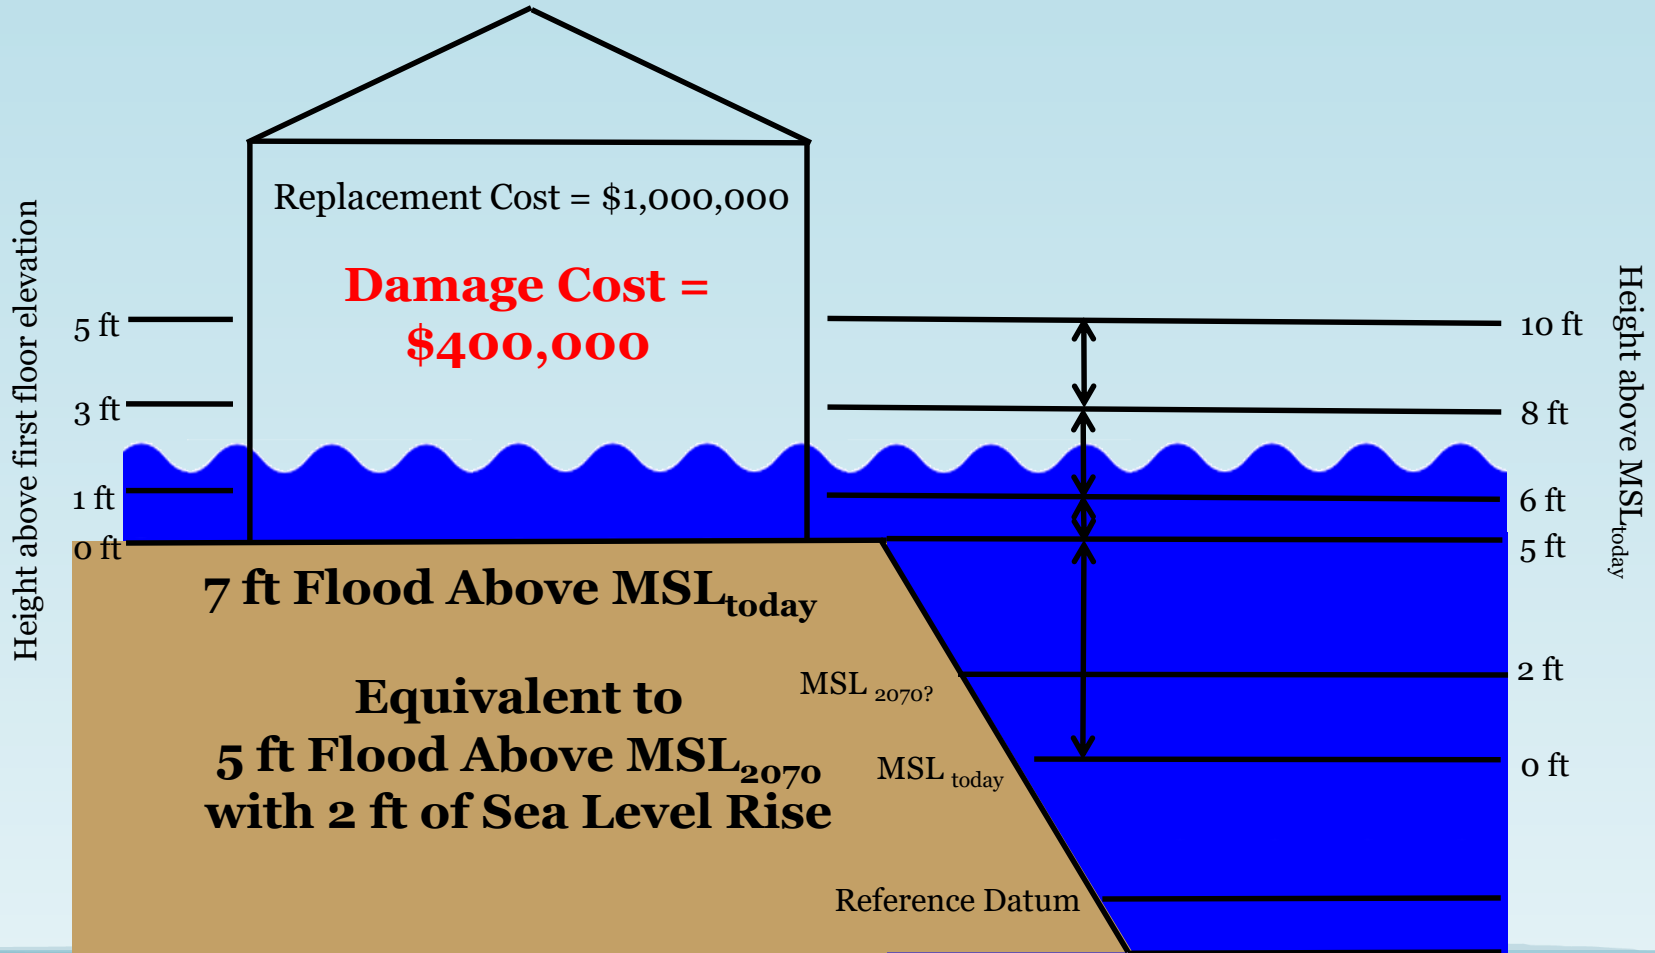 Height above first floor elevation
5 ft
3 ft
1 ft
0 ft
Replacement Cost = $1,000,000
Damage Cost =
$400,000
7 ft Flood Above MSLtoday
Equivalent to
5 ft Flood Above MSL2070
with 2 ft of Sea Level Rise
MSL 2070?
MSL today
Reference Datum
10 ft
8 ft
6 ft
5 ft
2 ft
0 ft
Height above MSLtoday